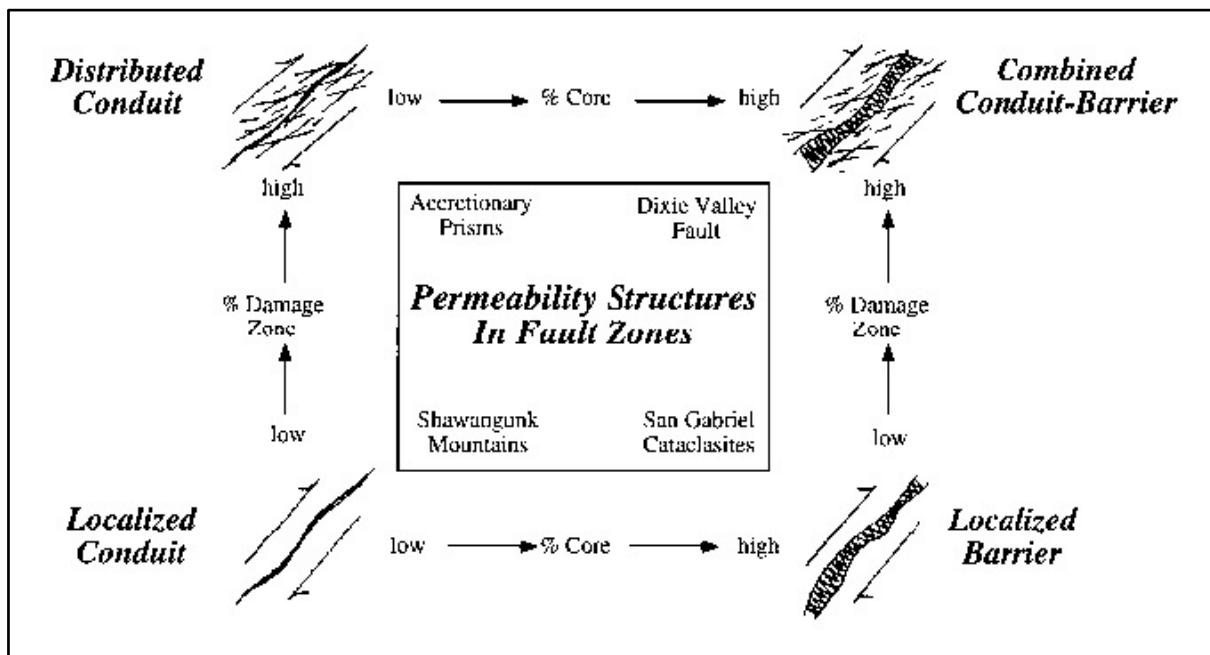 Distributed
Conduit
low
% Core
high
Combined
Conduit-Barrier
high
high
Accretionary
Prisms
Dixie Valley
Fault
% Damage
Zone
Permeability Structures
In Fault Zones
% Damage
Zone
low
Shawangunk
Mountains
San Gabriel
Cataclasites
low
Localized
Conduit
low
% Core
high
Localized
Barrier